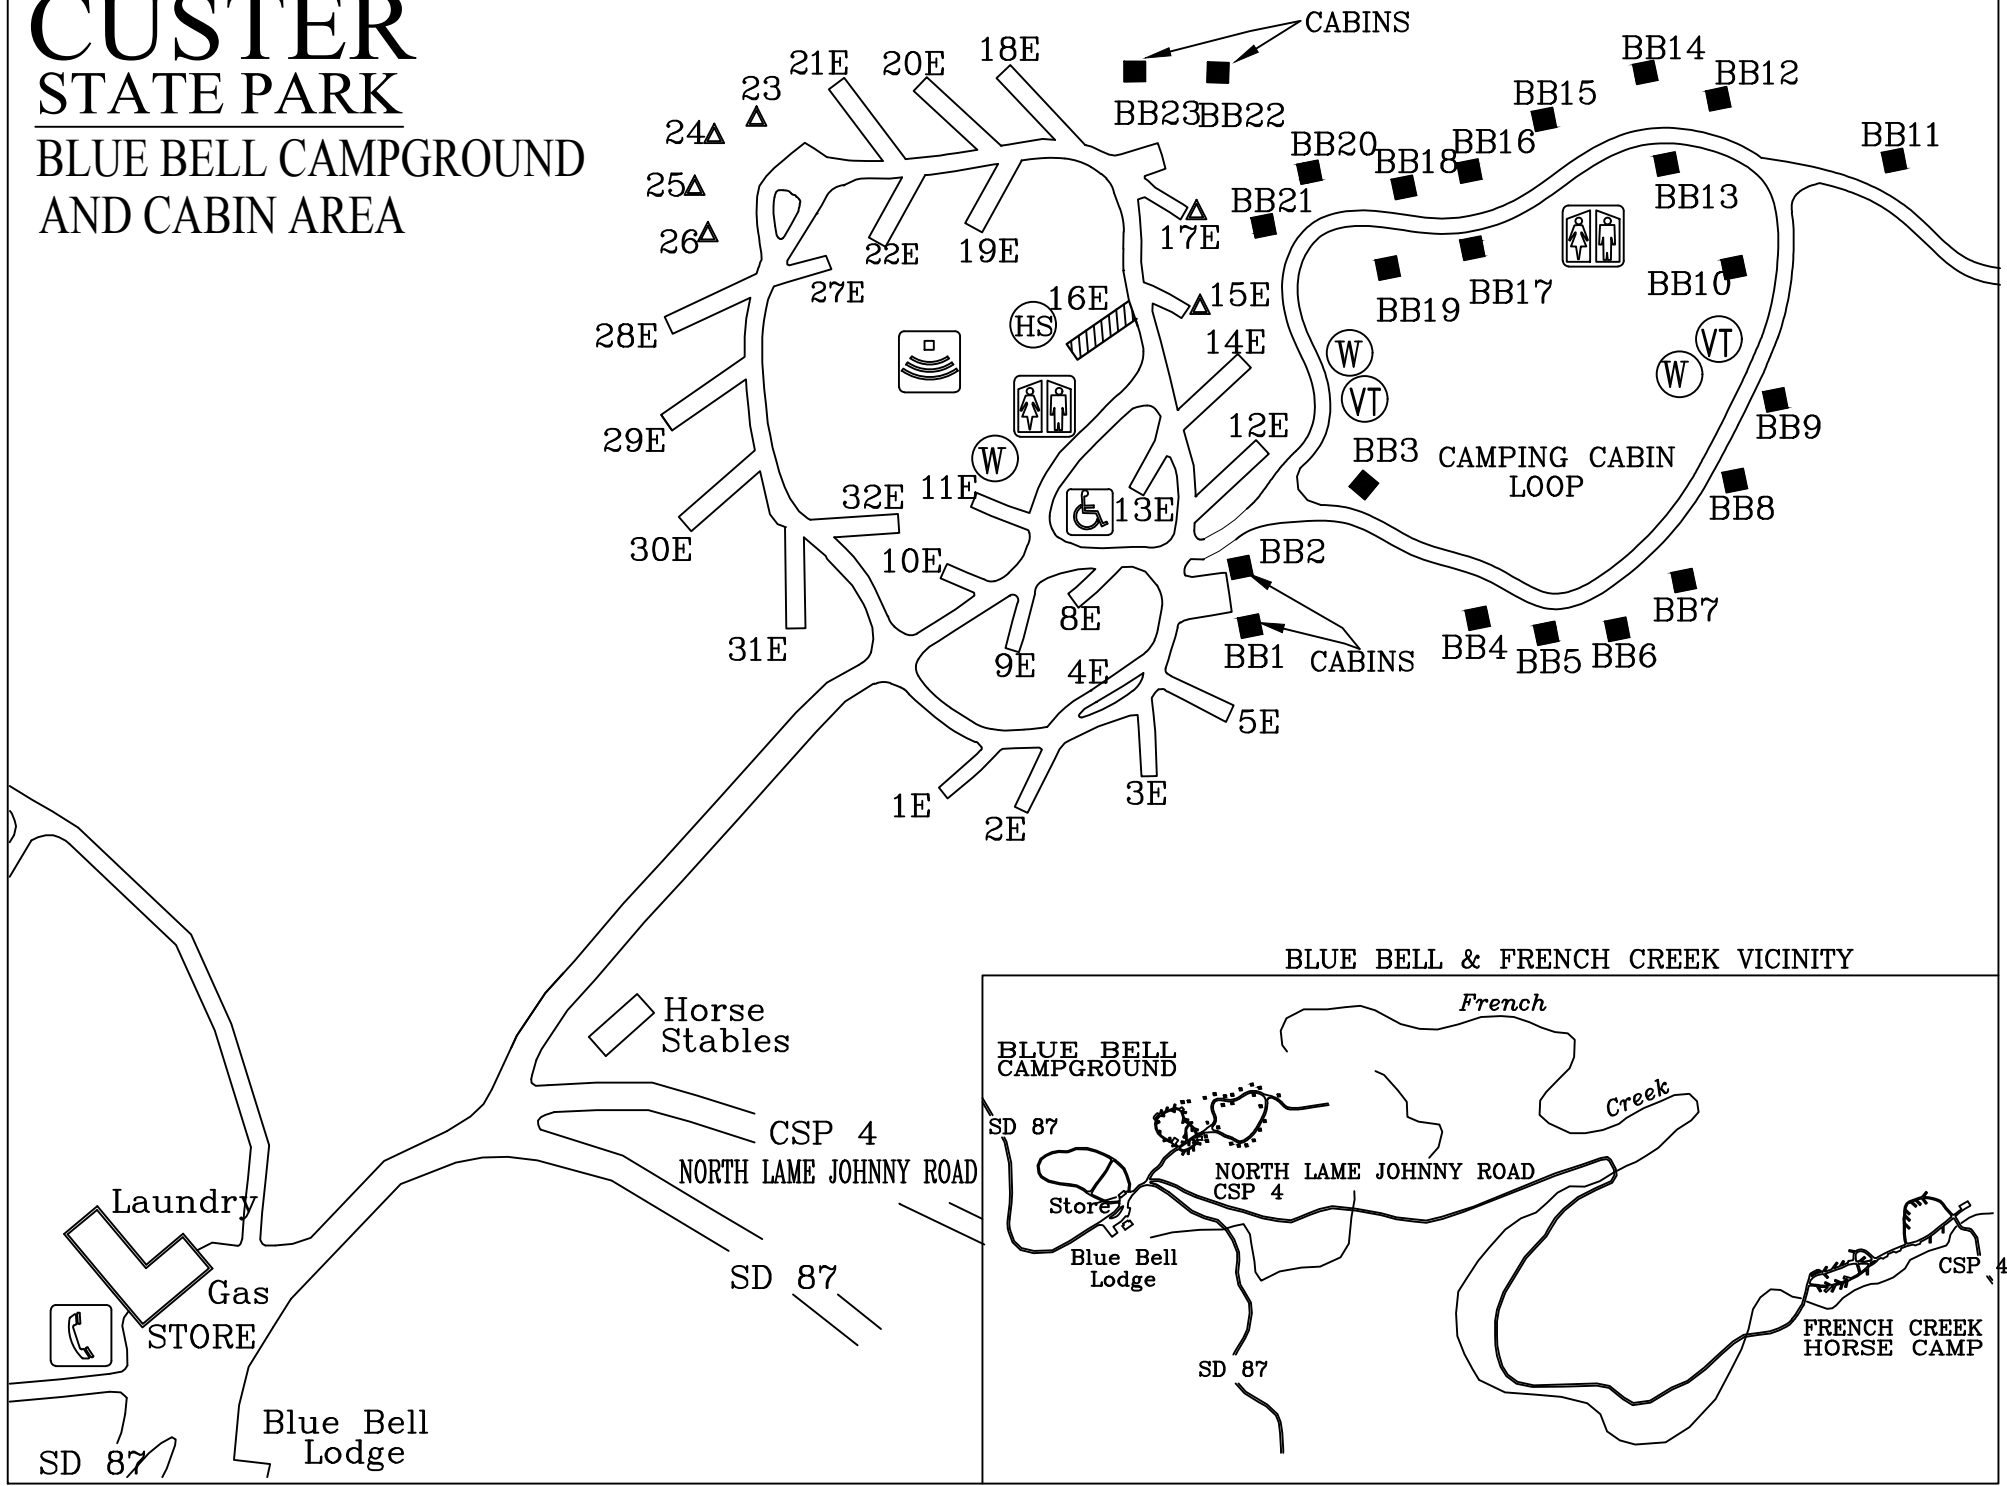 CUSTER
STATE PARK
BLUE BELL CAMPGROUND
AND CABIN AREA
CABINS
21E
20E
18E
23
24
25
26
BB23
BB22
BB14
BB12
BB15
BB11
BB20
BB18
BB16
BB13
BB21
17E
22E
19E
27E
28E
BB19
BB17
BB10
16E
HS
15E
14E
W
VT
VT
W
29E
12E
BB9
BB3
CAMPING CABIN
LOOP
W
11E
32E
13E
BB8
30E
10E
BB2
8E
BB7
31E
9E
4E
BB1
CABINS
BB4
BB5
BB6
5E
1E
2E
3E
Horse
Stables
CSP 4
NORTH LAME JOHNNY ROAD
SD 87
Laundry
Gas
STORE
Blue Bell
Lodge
SD 87
BLUE BELL & FRENCH CREEK VICINITY
French
BLUE BELL
CAMPGROUND
Creek
SD 87
NORTH LAME JOHNNY ROAD
CSP 4
Store
Blue Bell
Lodge
CSP 4
FRENCH CREEK
HORSE CAMP
SD 87